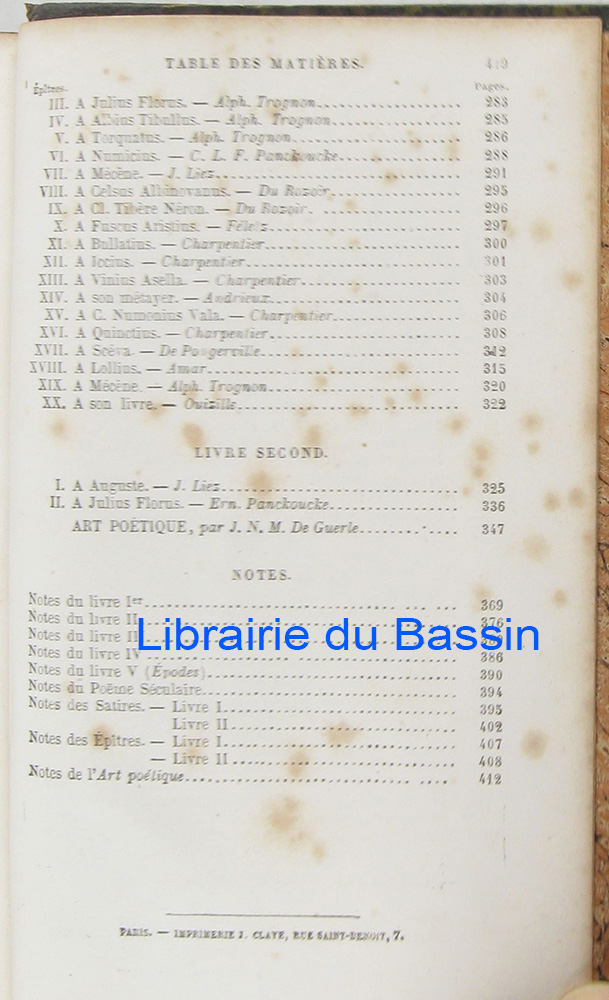 TABLE DES MATIÈRES. 419
Épîtres. Pages.
III. A Julius Florus. — Alph. Trognon. 283
IV. A Albius Tibullus. — Alph. Trognon. 285
V. A Torquatus. — Alph. Trognon. 286
VI. A Numicius. — C. L. F. Panckoucke. 288
VII. A Mécène. — J. Liez. 291
VIII. A Celsus Albinovanus. — Du Rozoir. 295
IX. A Cl. Tibère Néron. — Du Rozoir. 296
X. A Fuscus Aristius. — Féletz. 297
XI. A Bullatius. — Charpentier. 300
XII. A Iccius. — Charpentier. 301
XIII. A Vinius Asella. — Charpentier. 303
XIV. A son métayer. — Andrieux. 304
XV. A C. Numonius Vala. — Charpentier. 306
XVI. A Quinctius. — Charpentier. 308
XVII. A Scéva. — De Pongerville. 312
XVIII. A Lollius. — Amar. 315
XIX. A Mécène. — Alph. Trognon. 320
XX. A son livre. — Ouizille. 322
LIVRE SECOND.
I. A Auguste. — J. Liez. 325
II. A Julius Florus. — Ern. Panckoucke. 336
ART POÉTIQUE, par J. N. M. De Guerle. 347
NOTES.
Notes du livre Ier. 369
Notes du livre II. 376
Notes du livre
Librairie du Bassin
Notes du livre IV 386
Notes du livre V (Épodes) 390
Notes du Poëme Séculaire. 394
Notes des Satires. — Livre I. 395
Livre II. 402
Notes des Épîtres. — Livre I. 407
— Livre II 408
Notes de l'Art poétique. 412
PARIS. — IMPRIMERIE J. CLAYE, RUE SAINT-BENOIT, 7.